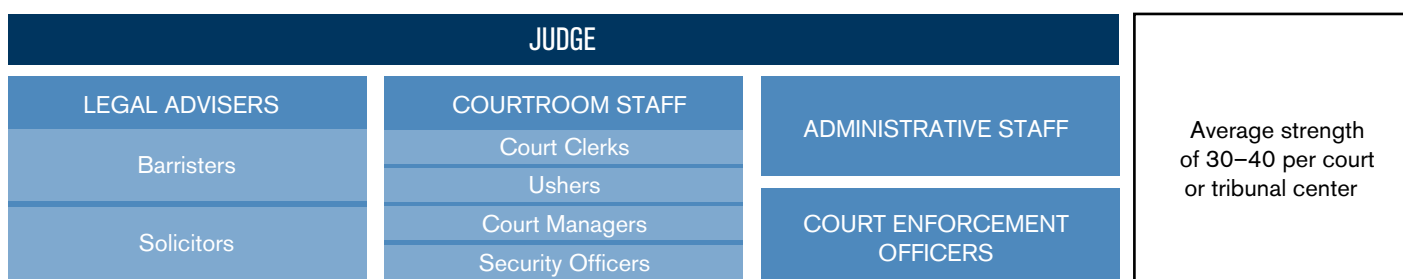 JUDGE
LEGAL ADVISERS
Barristers
Solicitors
COURTROOM STAFF
Court Clerks
Ushers
Court Managers
Security Officers
ADMINISTRATIVE STAFF
COURT ENFORCEMENT
OFFICERS
Average strength
of 30–40 per court
or tribunal center